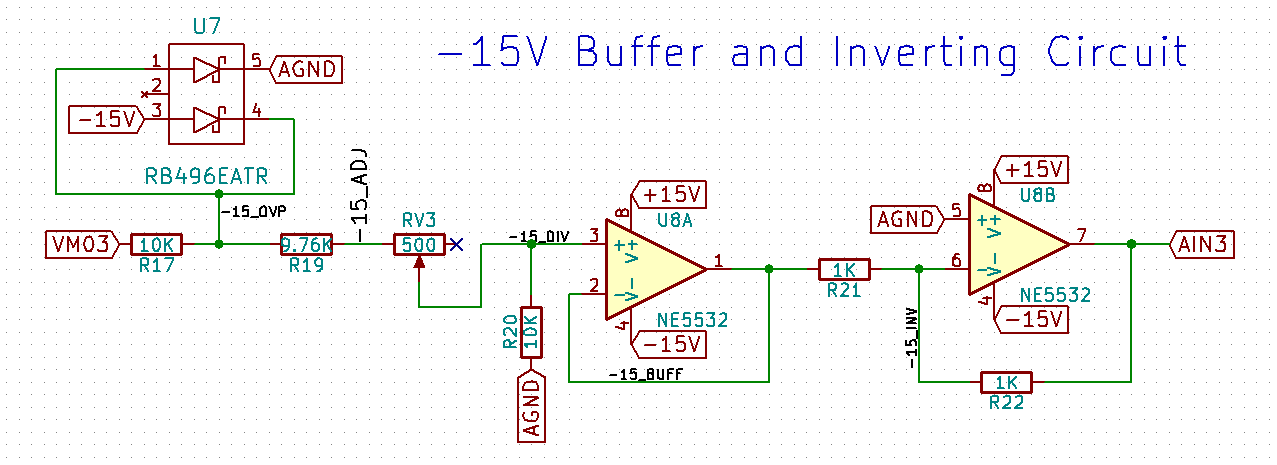 U7
-15V Buffer and Inverting Circuit
1
5
AGND
2
-15V
3
4
RB496EATR
-15_OVP
-15_ADJ
VM03
10K
R17
9.76K
R19
RV3
500
-15_DIV
R20
10K
AGND
+15V
8
U8A
3
+
V+
2
-
V-
1
4
NE5532
-15V
-15_BUFF
1K
R21
+15V
8
U8B
AGND
5
+
V+
6
-
V-
7
4
NE5532
-15V
AIN3
-15_INV
1K
R22